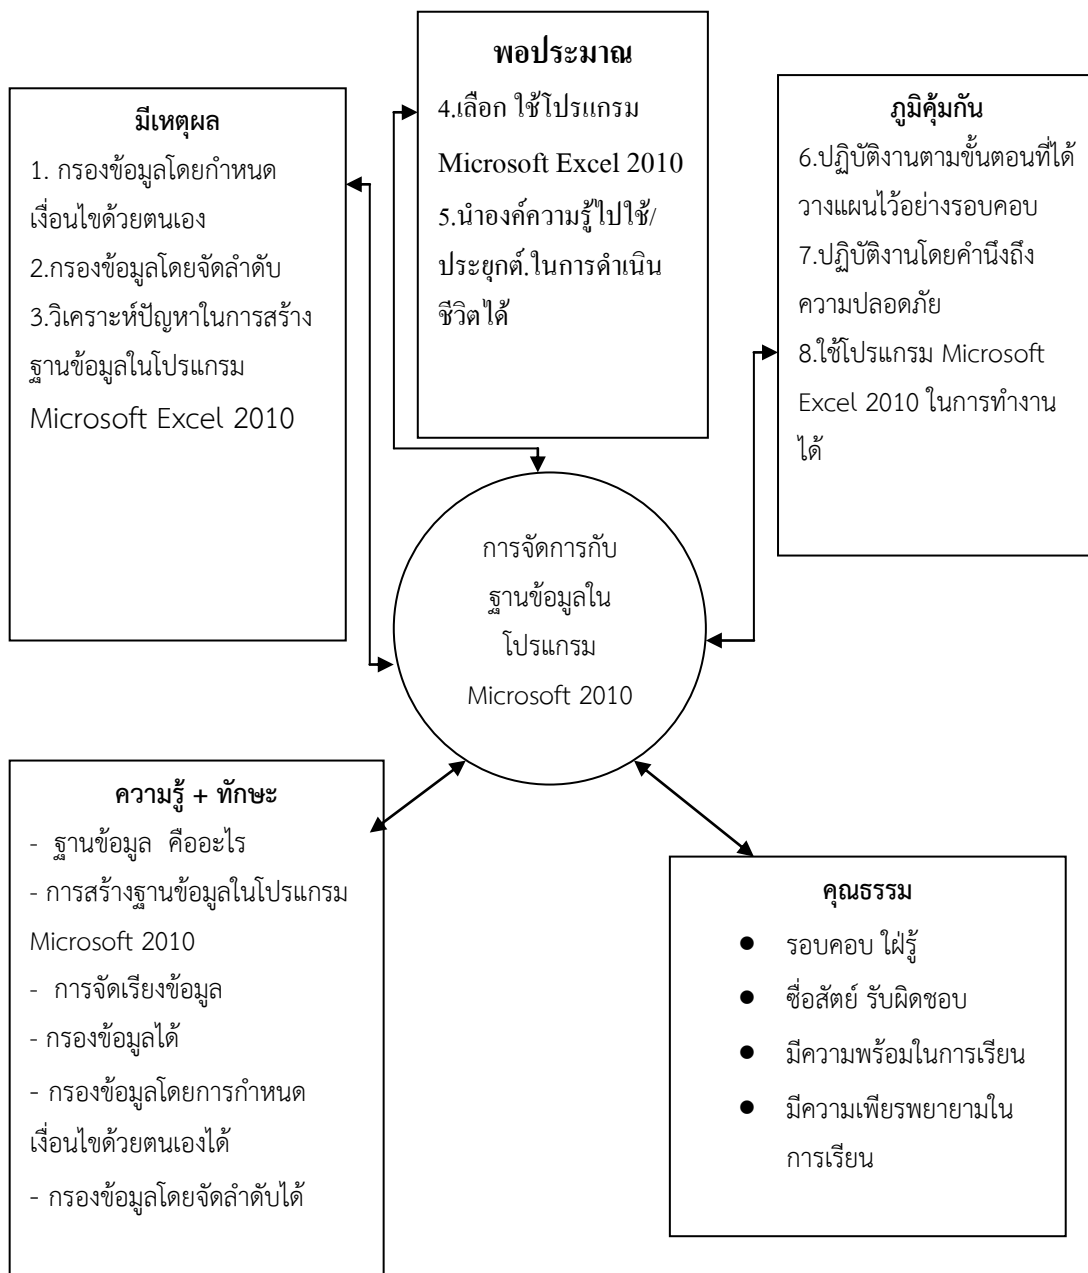 พอประมาณ
4.เลือก ใช้โปรแกรม
Microsoft Excel 2010
5.นำองค์ความรู้ไปใช้/
ประยุกต์.ในการดำเนิน
ชีวิตได้
มีเหตุผล
1. กรองข้อมูลโดยกำหนด
เงื่อนไขด้วยตนเอง
2.กรองข้อมูลโดยจัดลำดับ
3.วิเคราะห์ปัญหาในการสร้าง
ฐานข้อมูลในโปรแกรม
Microsoft Excel 2010
ภูมิคุ้มกัน
6.ปฏิบัติงานตามขั้นตอนที่ได้
วางแผนไว้อย่างรอบคอบ
7.ปฏิบัติงานโดยคำนึงถึง
ความปลอดภัย
8.ใช้โปรแกรม Microsoft
Excel 2010 ในการทำงาน
ได้
การจัดการกับ
ฐานข้อมูลใน
โปรแกรม
Microsoft 2010
ความรู้ + ทักษะ
- ฐานข้อมูล คืออะไร
- การสร้างฐานข้อมูลในโปรแกรม
Microsoft 2010
- การจัดเรียงข้อมูล
- กรองข้อมูลได้
- กรองข้อมูลโดยการกำหนด
เงื่อนไขด้วยตนเองได้
- กรองข้อมูลโดยจัดลำดับได้
คุณธรรม
● รอบคอบ ใฝ่รู้
● ซื่อสัตย์ รับผิดชอบ
● มีความพร้อมในการเรียน
● มีความเพียรพยายามใน
การเรียน